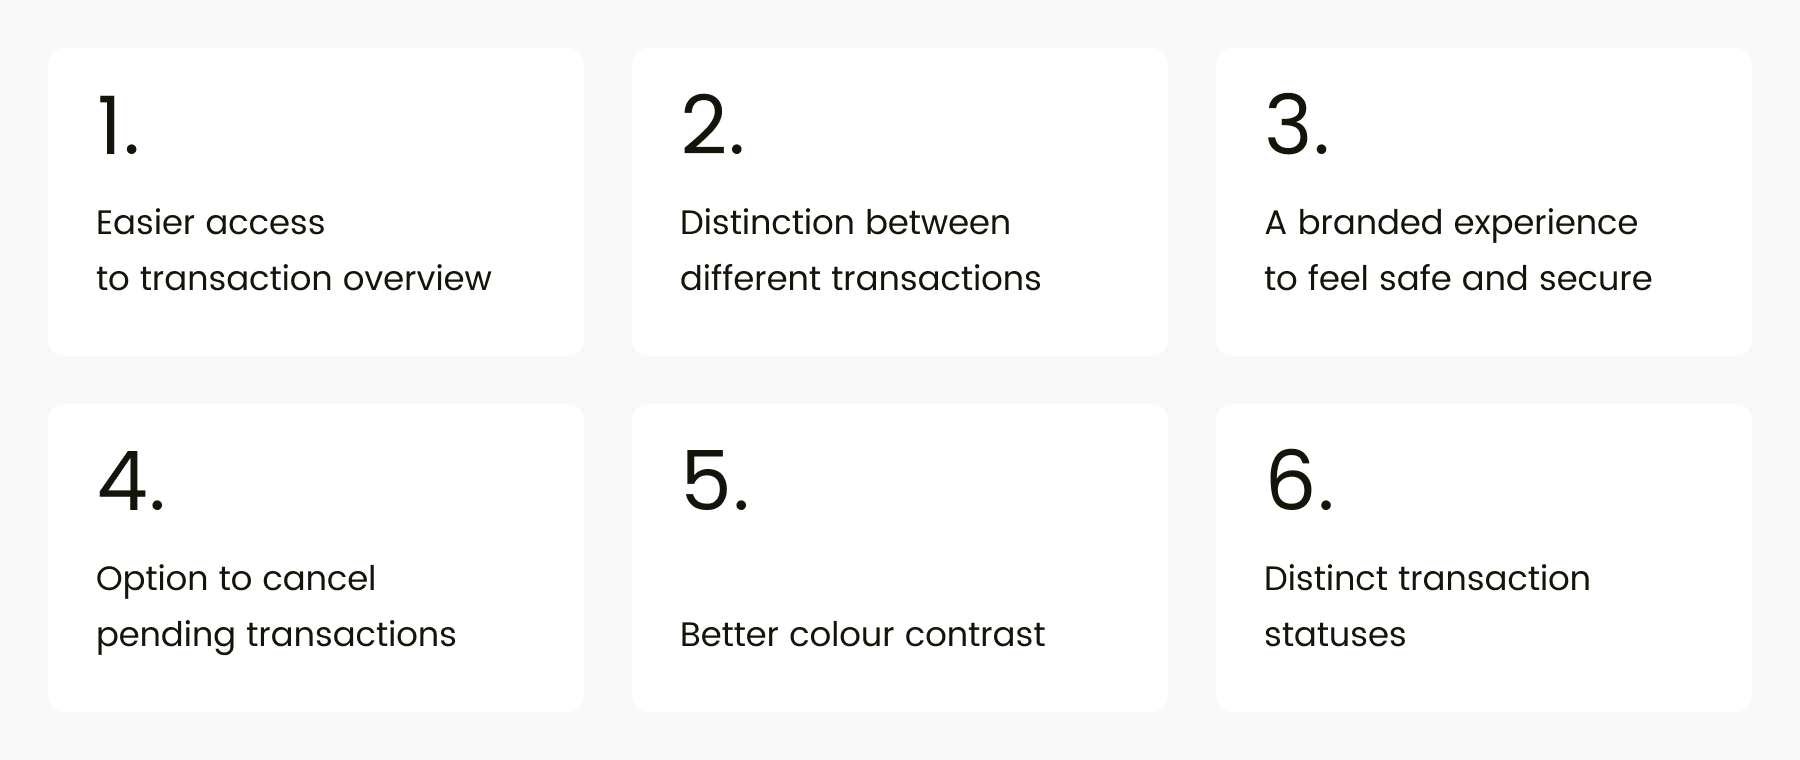 1.
Easier access
to transaction overview
2.
Distinction between
different transactions
3.
A branded experience
to feel safe and secure
4.
Option to cancel
pending transactions
5.
Better colour contrast
6.
Distinct transaction
statuses